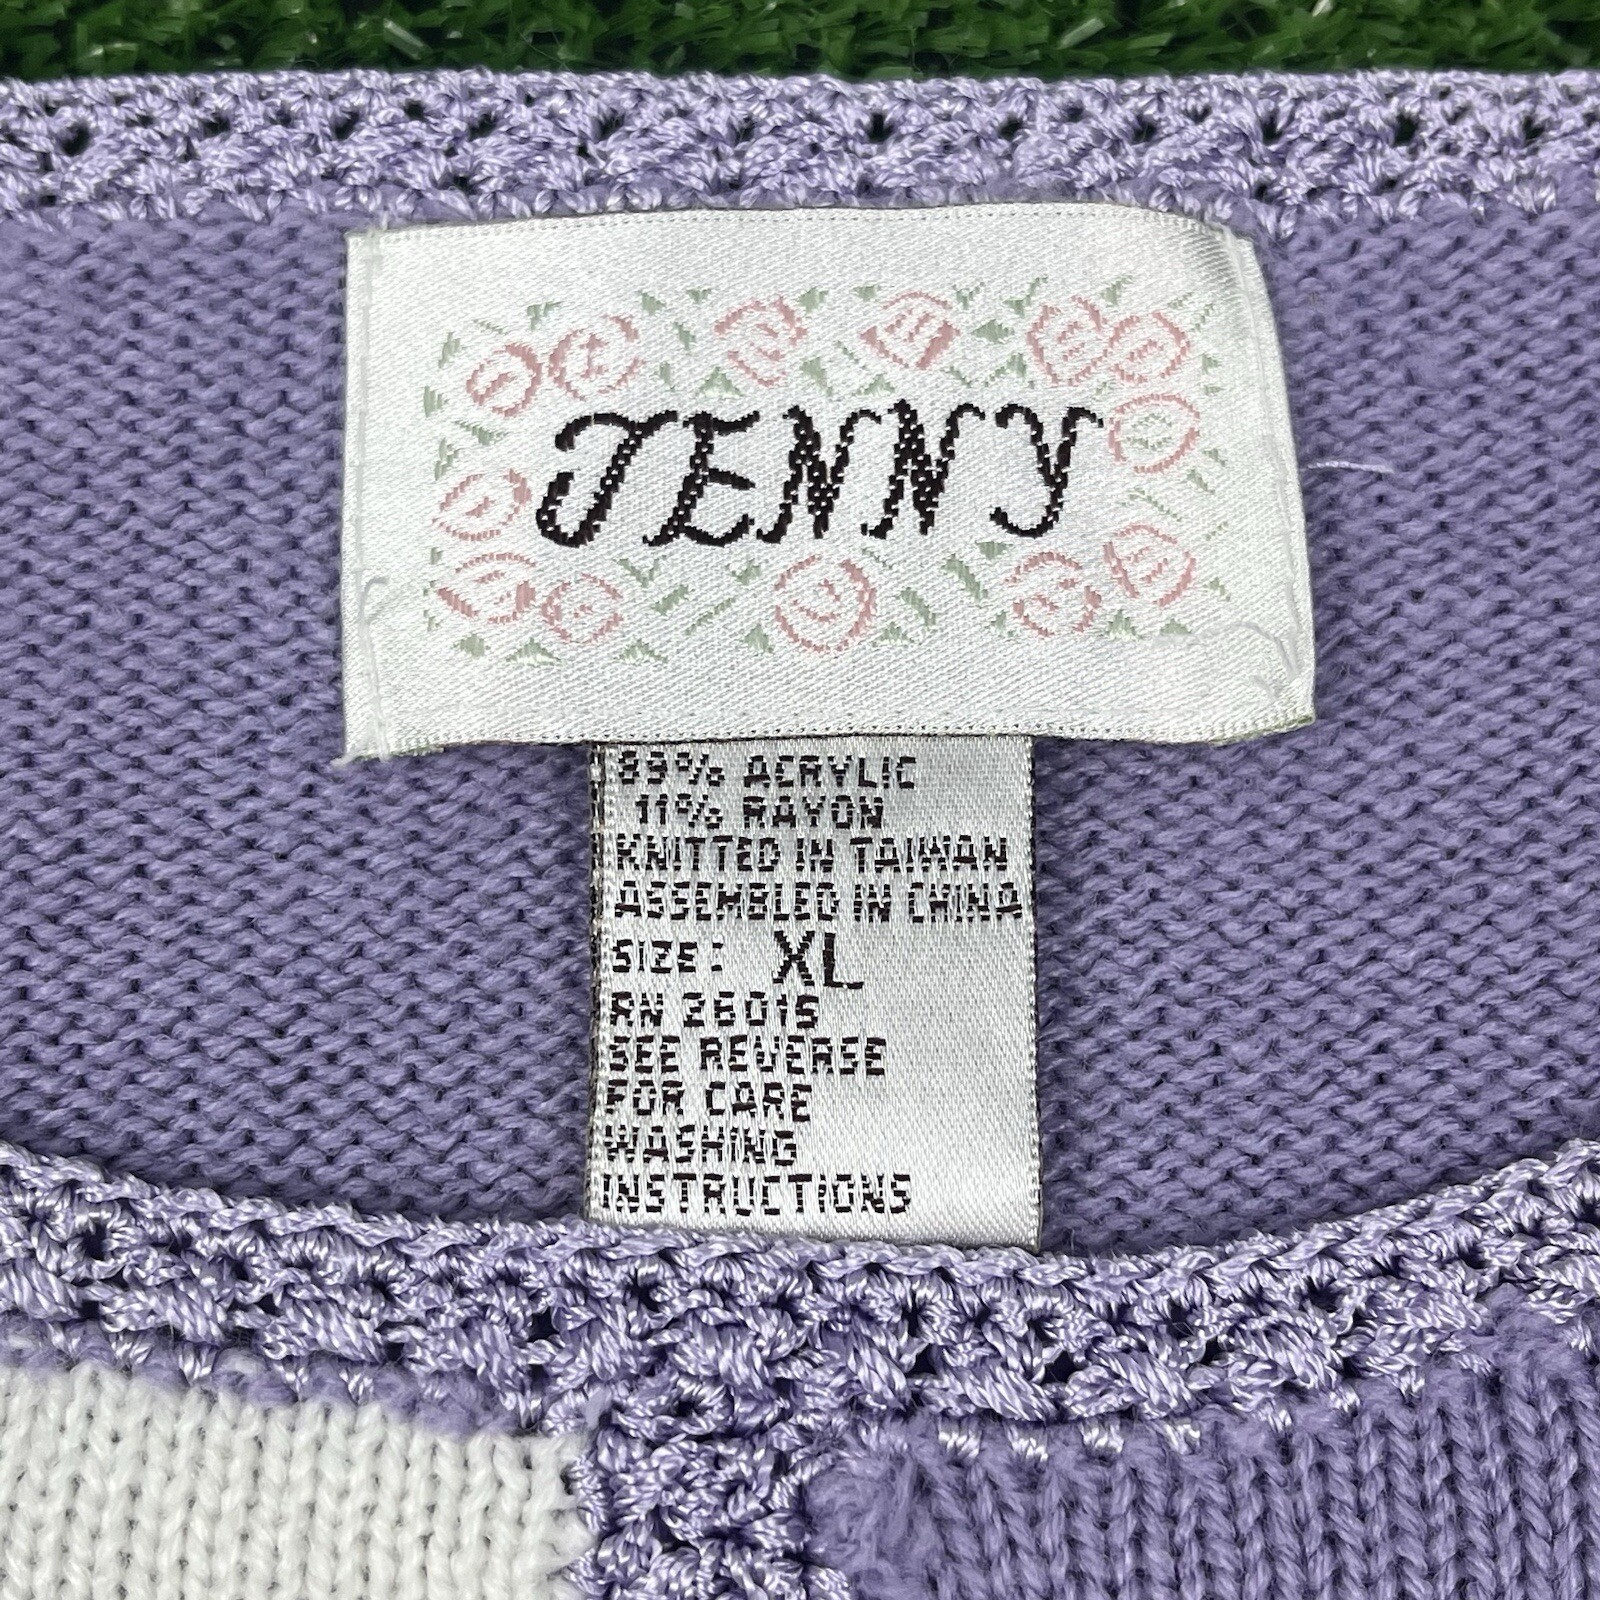 JENNY
89% ACRYLIC
11% RAYON
KNITTED IN TAIWAN
ASSEMBLED IN CHINA
SIZE: XL
RN 26015
SEE REVERSE
FOR CARE
WASHING
INSTRUCTIONS